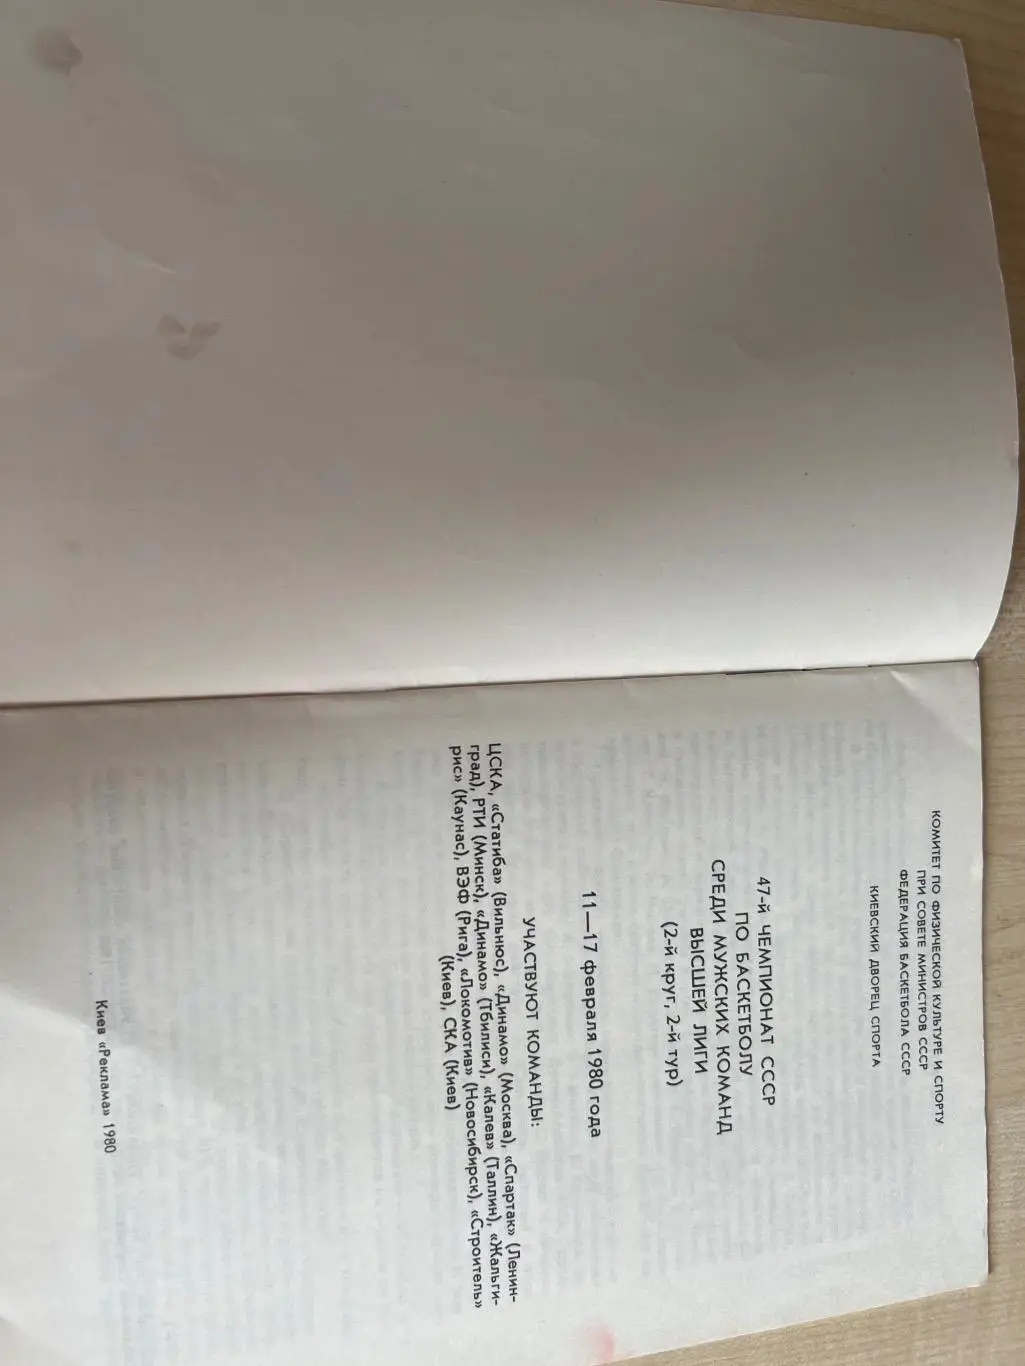 КОМИТЕТ ПО ФИЗИЧЕСКОЙ КУЛЬТУРЕ И СПОРТУ
ПРИ СОВЕТЕ МИНИСТРОВ СССР
ФЕДЕРАЦИЯ БАСКЕТБОЛА СССР
КИЕВСКИЙ ДВОРЕЦ СПОРТА
47-й ЧЕМПИОНАТ СССР
ПО БАСКЕТБОЛУ
СРЕДИ МУЖСКИХ КОМАНД
ВЫСШЕЙ ЛИГИ
(2-й круг, 2-й тур)
11—17 февраля 1980 года
УЧАСТВУЮТ КОМАНДЫ:
ЦСКА, «Статиба» (Вильнюс), «Динамо» (Москва), «Спартак» (Ленин-
град), РТИ (Минск), «Динамо» (Тбилиси), «Калев» (Таллин), «Жальги-
рис» (Каунас), ВЭФ (Рига), «Локомотив» (Новосибирск), «Строитель»
(Киев), СКА (Киев)
Киев «Реклама» 1980